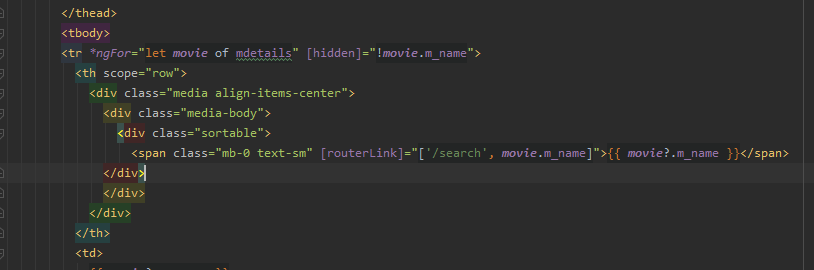 </thead>
<tbody>
<tr *ngFor="let movie of mdetails" [hidden]="!movie.m_name">
<th scope="row">
<div class="media align-items-center">
<div class="media-body">
<div class="sortable">
<span class="mb-0 text-sm" [routerLink]="['/search', movie.m_name]">{{ movie?.m_name }}</span>
</div>
</div>
</div>
</th>
<td>